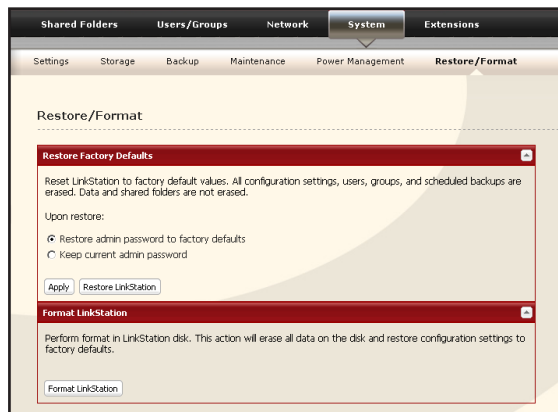 Shared Folders Users/Groups Network System Extensions
Settings Storage Backup Maintenance Power Management Restore/Format
Restore/Format
Restore Factory Defaults
Reset LinkStation to factory default values. All configuration settings, users, groups, and scheduled backups are
erased. Data and shared folders are not erased.
Upon restore:
Restore admin password to factory defaults
Keep current admin password
Apply Restore LinkStation
Format LinkStation
Perform format in LinkStation disk. This action will erase all data on the disk and restore configuration settings to
factory defaults.
Format LinkStation